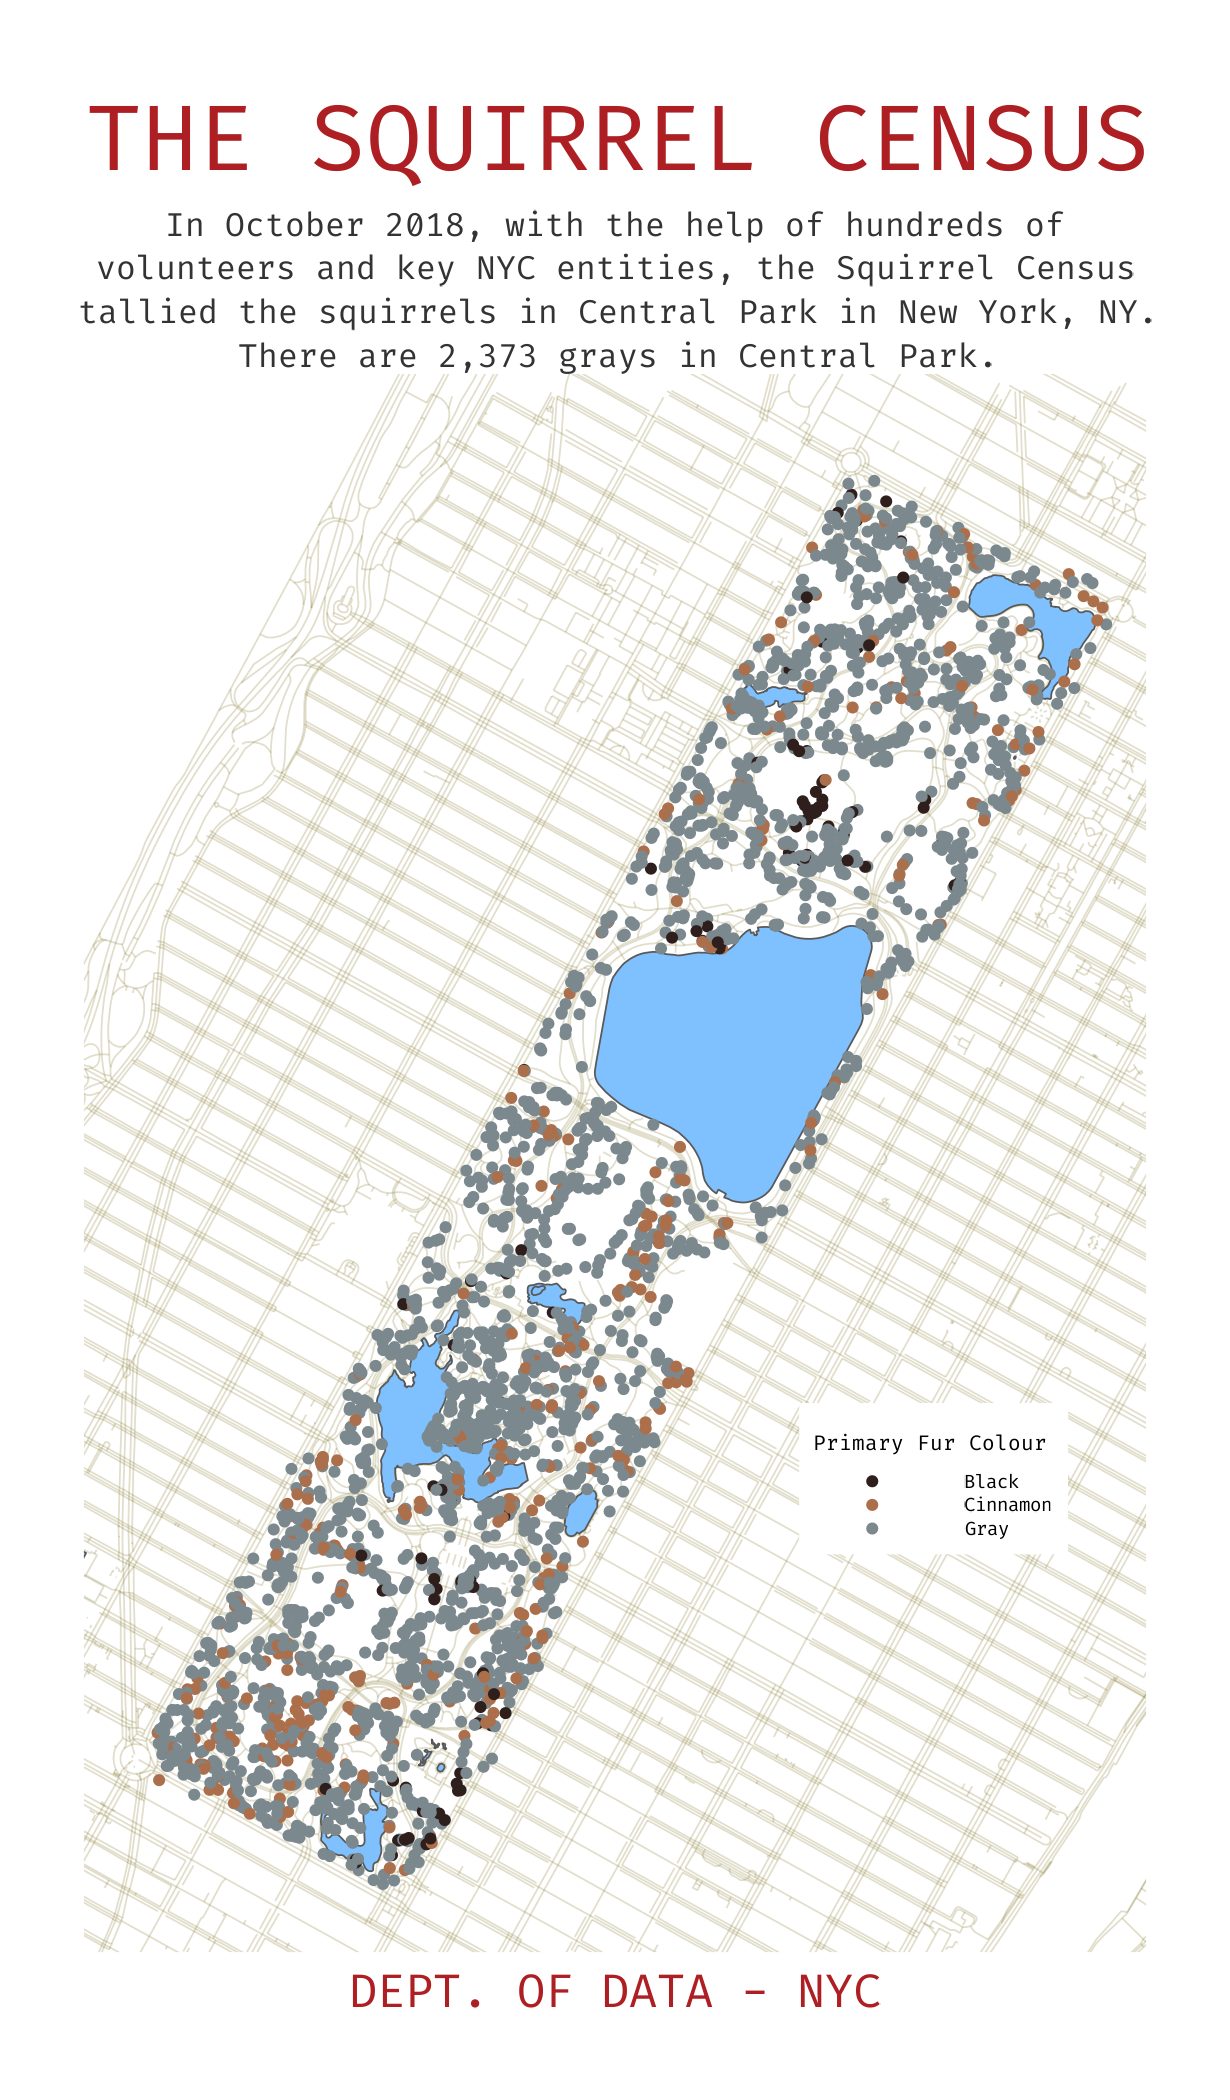 THE SQUIRREL CENSUS
In October 2018, with the help of hundreds of
volunteers and key NYC entities, the Squirrel Census
tallied the squirrels in Central Park in New York, NY.
There are 2,373 grays in Central Park.
Primary Fur Colour
Black
Cinnamon
Gray
DEPT. OF DATA - NYC